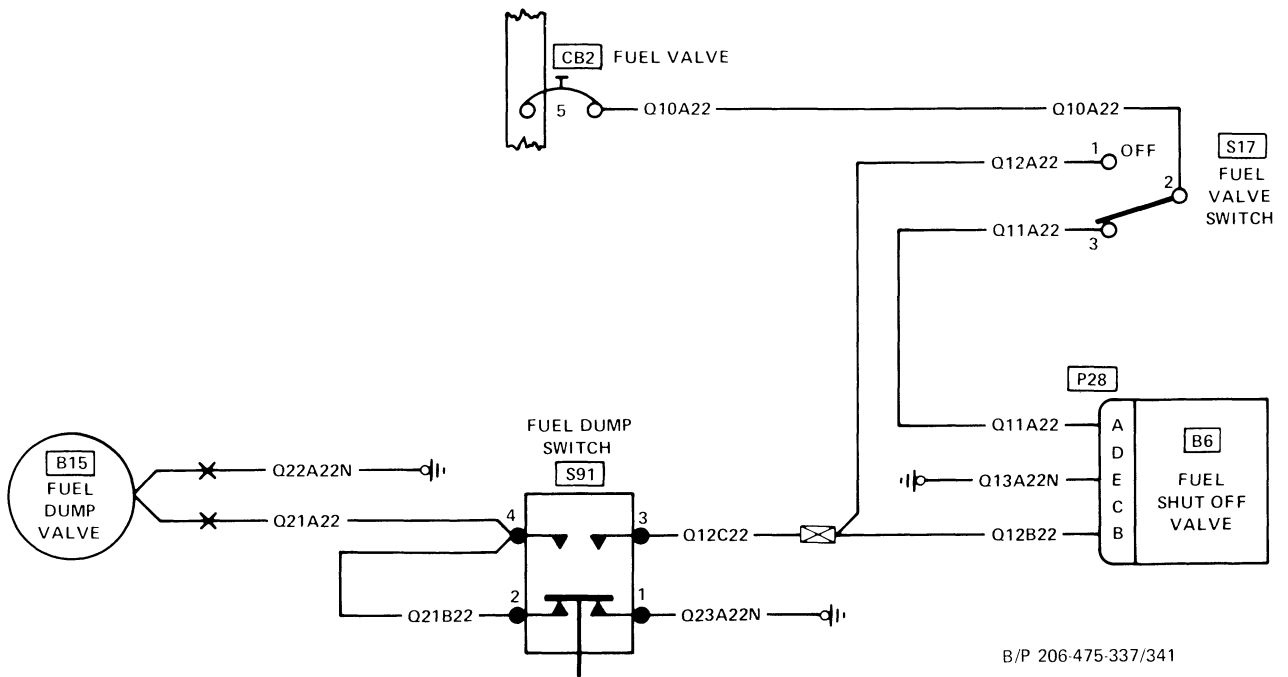 CB2 FUEL VALVE
5
Q10A22
Q10A22
1 OFF
Q12A22
S17
FUEL
VALVE
SWITCH
2
Q11A22
3
P28
FUEL DUMP
SWITCH
S91
Q11A22
A
D
E
C
B
B6
FUEL
SHUT OFF
VALVE
Q13A22N
Q12B22
B15
FUEL
DUMP
VALVE
Q22A22N
Q21A22
4
3
Q12C22
Q21B22
2
1
Q23A22N
B/P 206-475-337/341